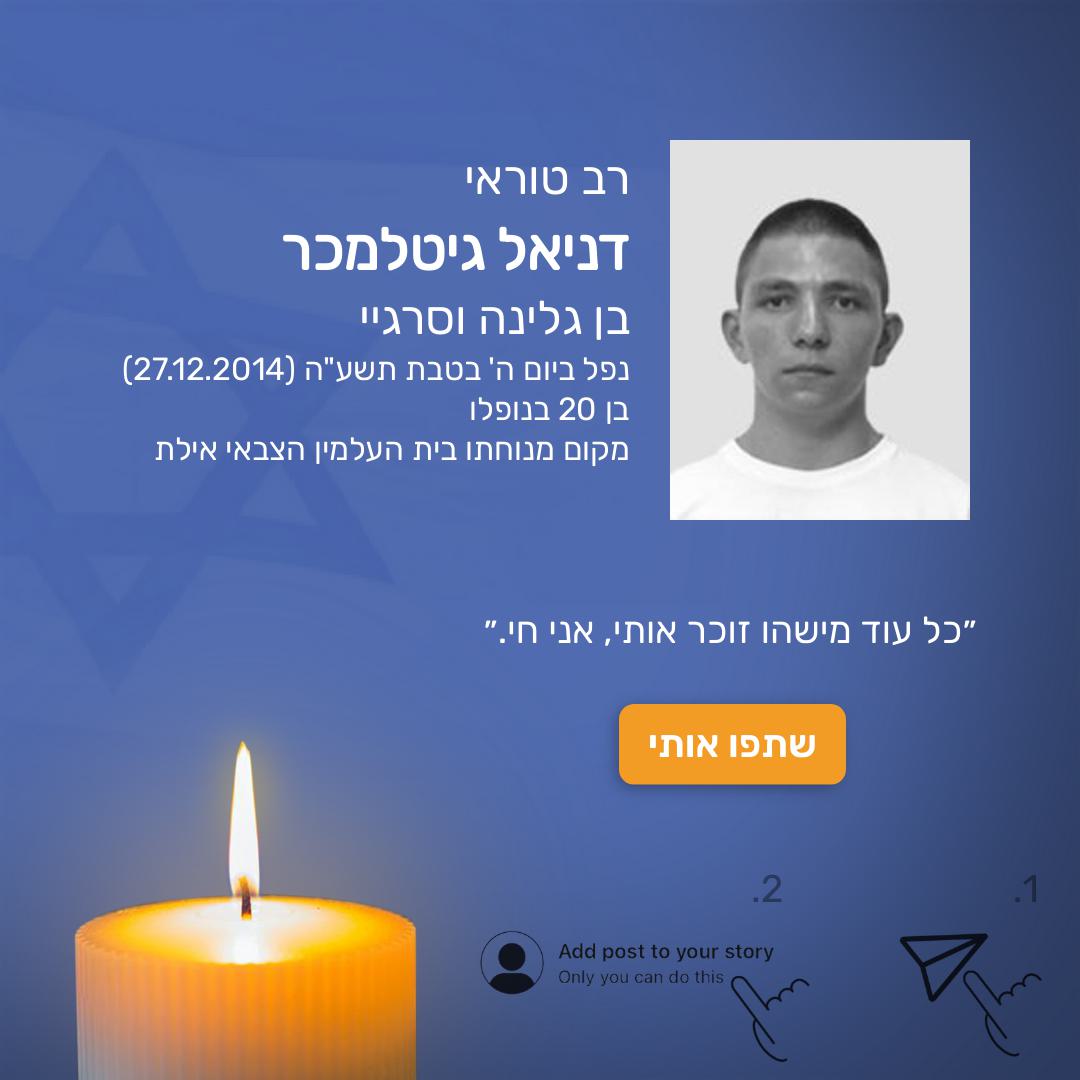 רב טוראי
דניאל גיטלמכר
בן גלינה וסרגיי
נפל ביום ה' בטבת תשע"ה (27.12.2014)
בן 20 בנופלו
מקום מנוחתו בית העלמין הצבאי אילת
״כל עוד מישהו זוכר אותי, אני חי.״
שתפו אותי
.1
.2
Add post to your story
Only you can do this